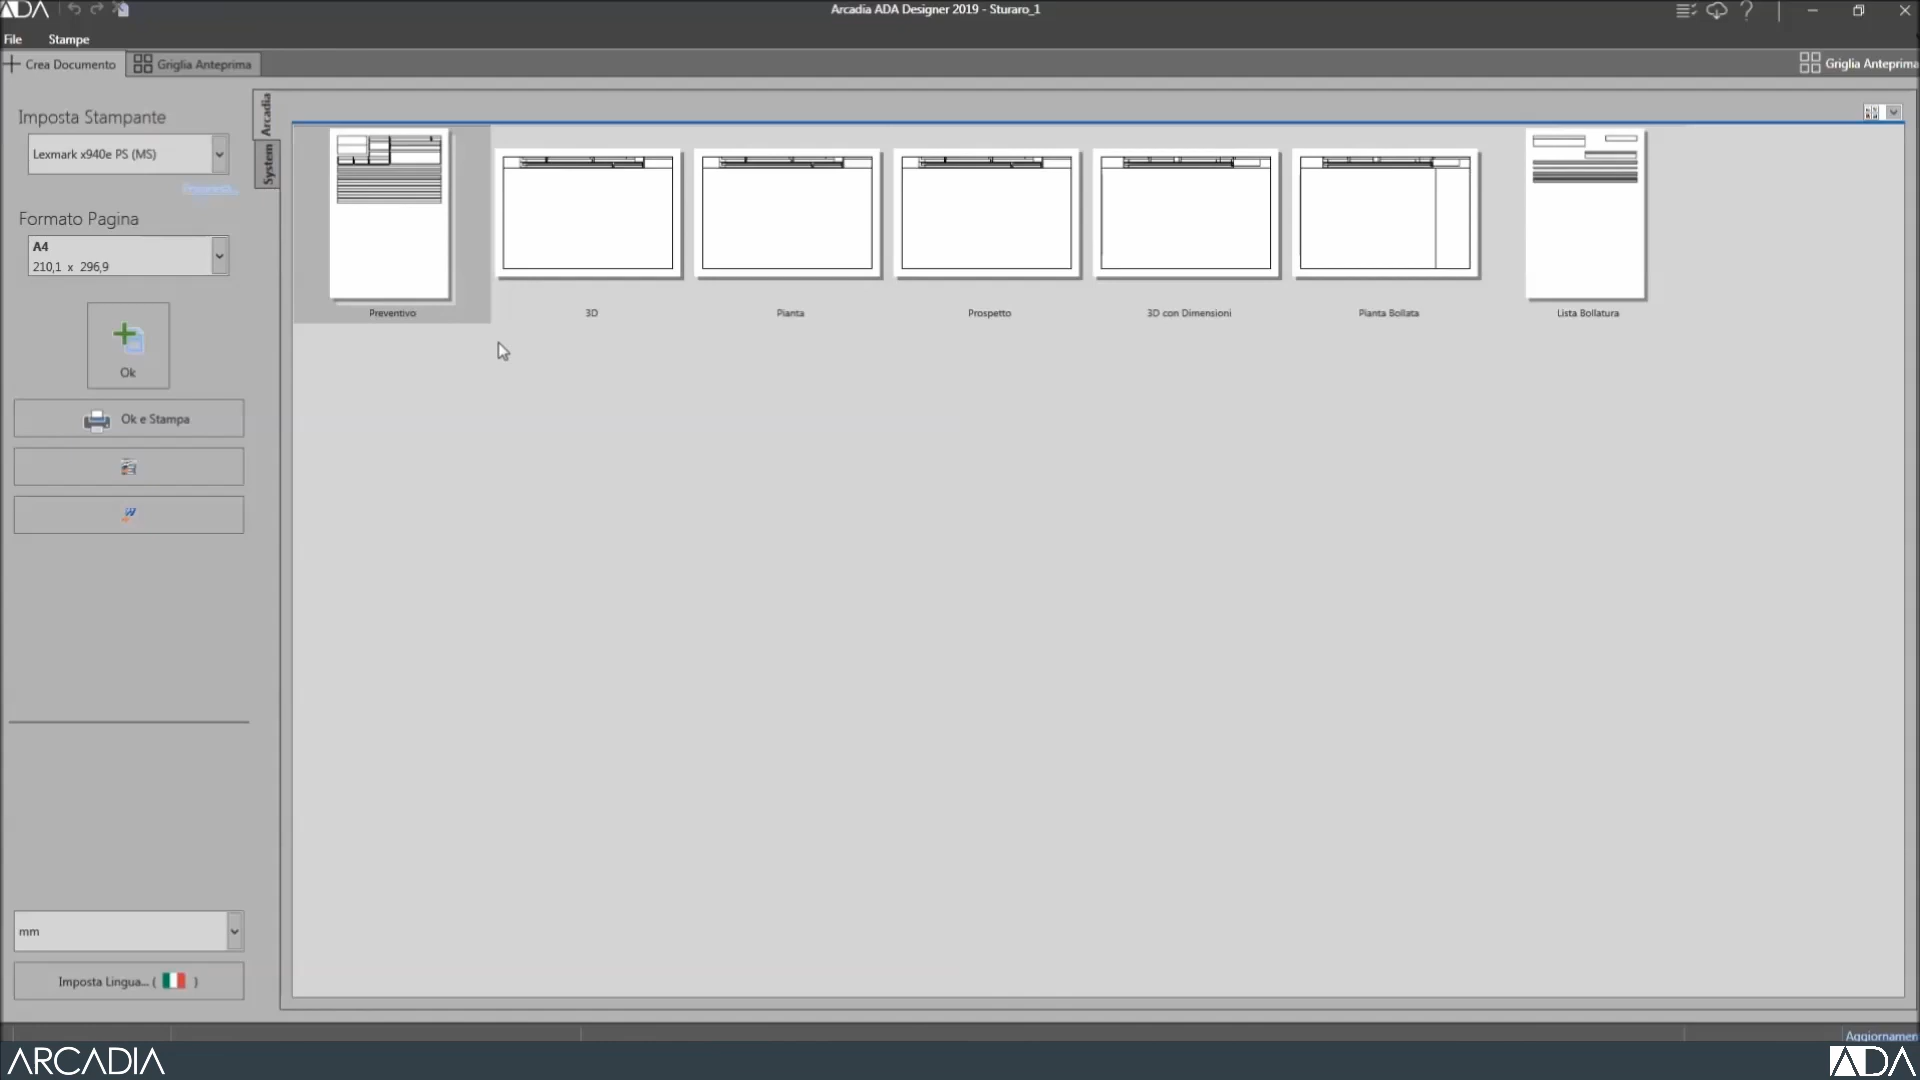 ADA
Arcadia ADA Designer 2019 - Sturaro_1
File
Stampe
Crea Documento
Griglia Anteprima
Griglia Anteprima
Imposta Stampante
Lexmark x940e PS (MS)
Formato Pagina
A4
210,1 x 296,9
Ok
Ok e Stampa
mm
Imposta Lingua... ( )
Arcadia
System
Preventivo
3D
Pianta
Prospetto
3D con Dimensioni
Pianta Bollata
Lista Bollatura
Aggiornamen
ARCADIA
ADA